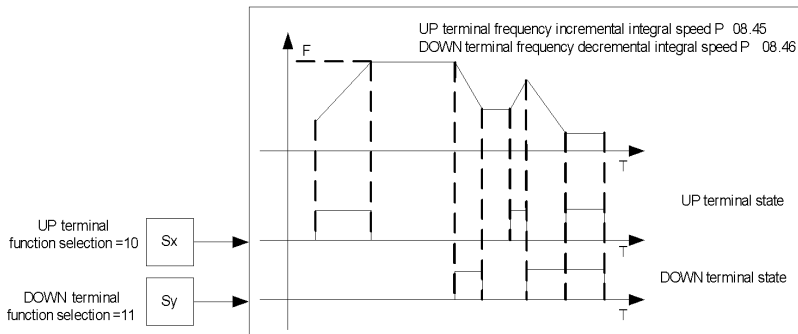 UP terminal frequency incremental integral speed P 08.45
DOWN terminal frequency decremental integral speed P 08.46
F
T
UP terminal state
UP terminal
function selection =10
Sx
T
DOWN terminal state
DOWN terminal
function selection =11
Sy
T